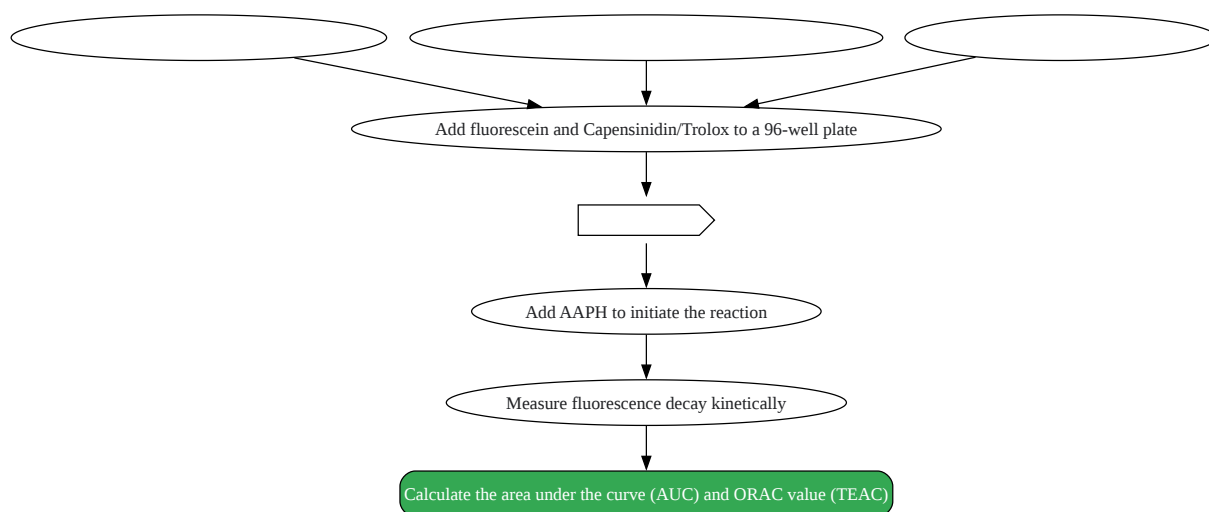 Add fluorescein and Capensinidin/Trolox to a 96-well plate
Add AAPH to initiate the reaction
Measure fluorescence decay kinetically
Calculate the area under the curve (AUC) and ORAC value (TEAC)